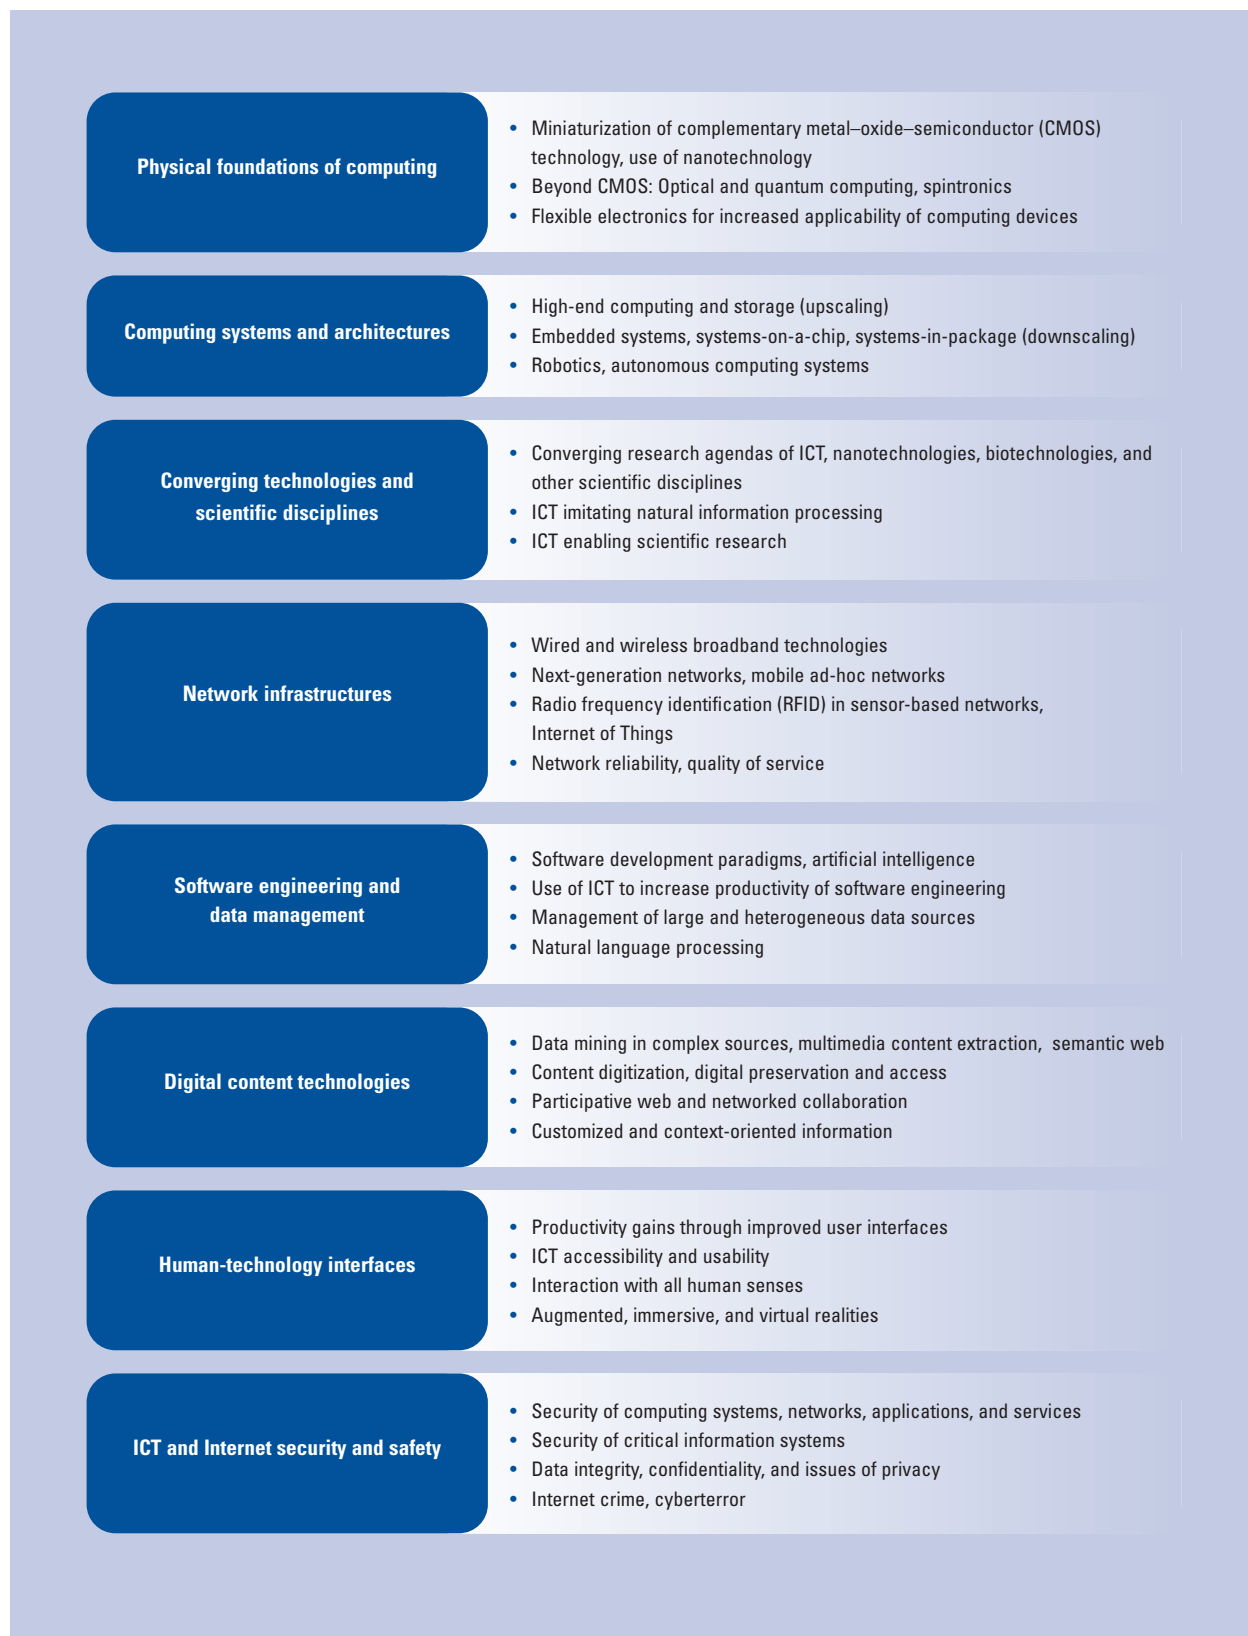 Physical foundations of computing
• Miniaturization of complementary metal–oxide–semiconductor (CMOS)
technology, use of nanotechnology
• Beyond CMOS: Optical and quantum computing, spintronics
• Flexible electronics for increased applicability of computing devices
Computing systems and architectures
• High-end computing and storage (upscaling)
• Embedded systems, systems-on-a-chip, systems-in-package (downscaling)
• Robotics, autonomous computing systems
Converging technologies and
scientific disciplines
• Converging research agendas of ICT, nanotechnologies, biotechnologies, and
other scientific disciplines
• ICT imitating natural information processing
• ICT enabling scientific research
Network infrastructures
• Wired and wireless broadband technologies
• Next-generation networks, mobile ad-hoc networks
• Radio frequency identification (RFID) in sensor-based networks,
Internet of Things
• Network reliability, quality of service
Software engineering and
data management
• Software development paradigms, artificial intelligence
• Use of ICT to increase productivity of software engineering
• Management of large and heterogeneous data sources
• Natural language processing
Digital content technologies
• Data mining in complex sources, multimedia content extraction, semantic web
• Content digitization, digital preservation and access
• Participative web and networked collaboration
• Customized and context-oriented information
Human-technology interfaces
• Productivity gains through improved user interfaces
• ICT accessibility and usability
• Interaction with all human senses
• Augmented, immersive, and virtual realities
ICT and Internet security and safety
• Security of computing systems, networks, applications, and services
• Security of critical information systems
• Data integrity, confidentiality, and issues of privacy
• Internet crime, cyberterror